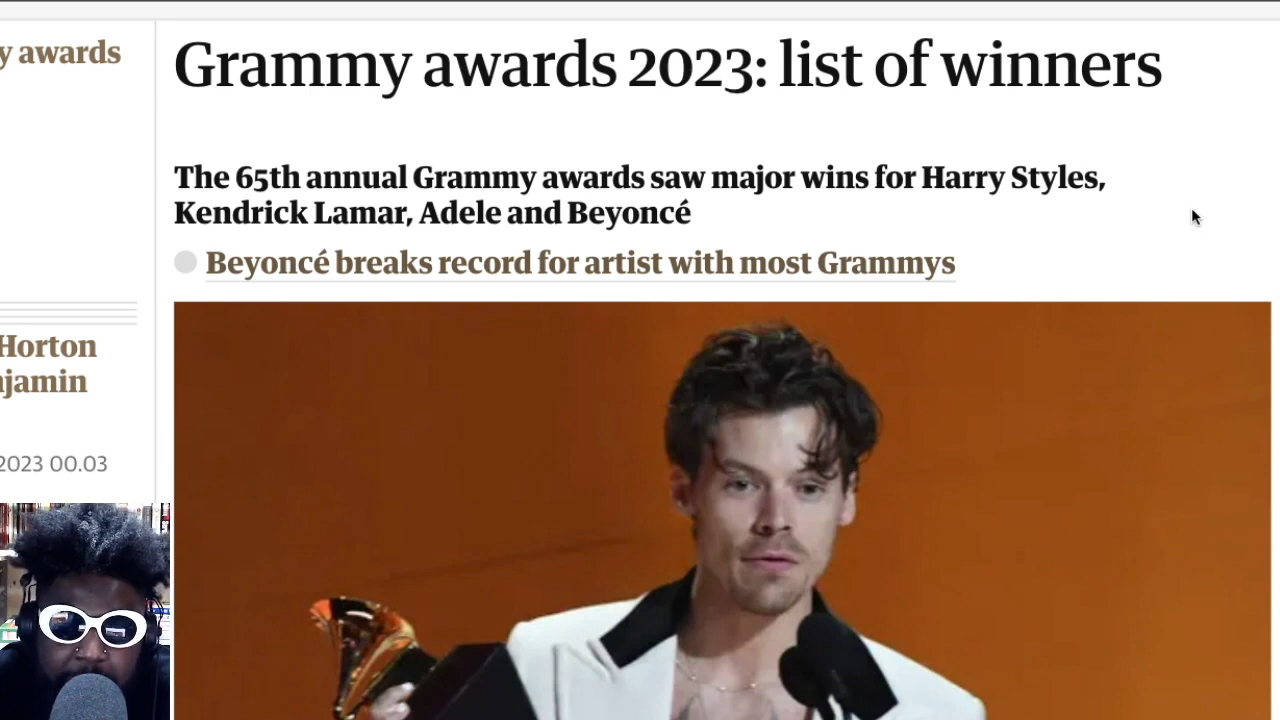 y awards
Grammy awards 2023: list of winners
The 65th annual Grammy awards saw major wins for Harry Styles,
Kendrick Lamar, Adele and Beyoncé
Beyoncé breaks record for artist with most Grammys
Horton
njamin
2023 00.03